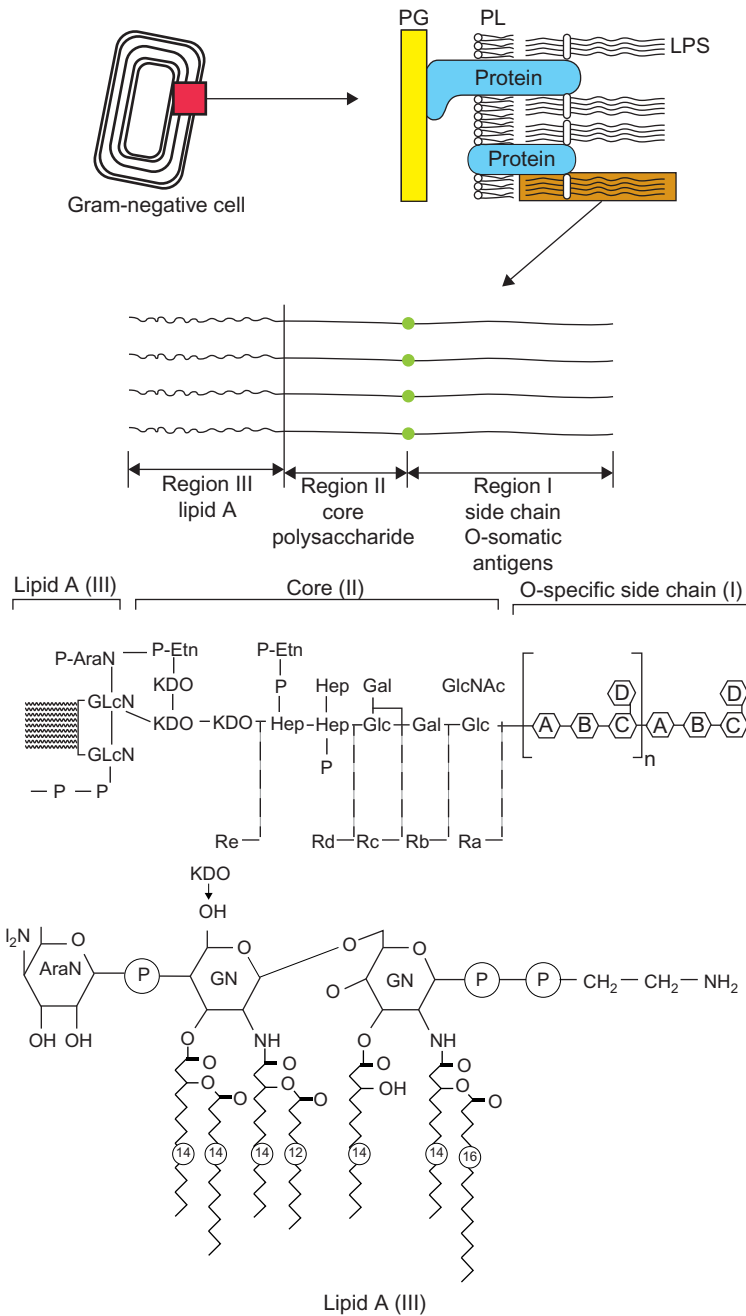 PG PL
LPS
Protein
Protein
Gram-negative cell
Region III
lipid A
Region II
core
polysaccharide
Region I
side chain
O-somatic
antigens
Lipid A (III)
Core (II)
O-specific side chain (I)
P-AraN
P-Etn
P-Etn
KDO
P
Hep
Gal
GlcNAc
D
D
GLcN
KDO
KDO
Hep
Hep
Glc
Gal
Glc
A B C A B C
n
GLcN
P
P P
Re Rd Rc Rb Ra
KDO
OH
I₂N
O
AraN
P
O
GN
O
O
GN
P P CH₂ CH₂ NH₂
O
OH OH
O NH O NH
O O O O O
O O OH O
O O O
14 14 14 12 14 14 16
Lipid A (III)